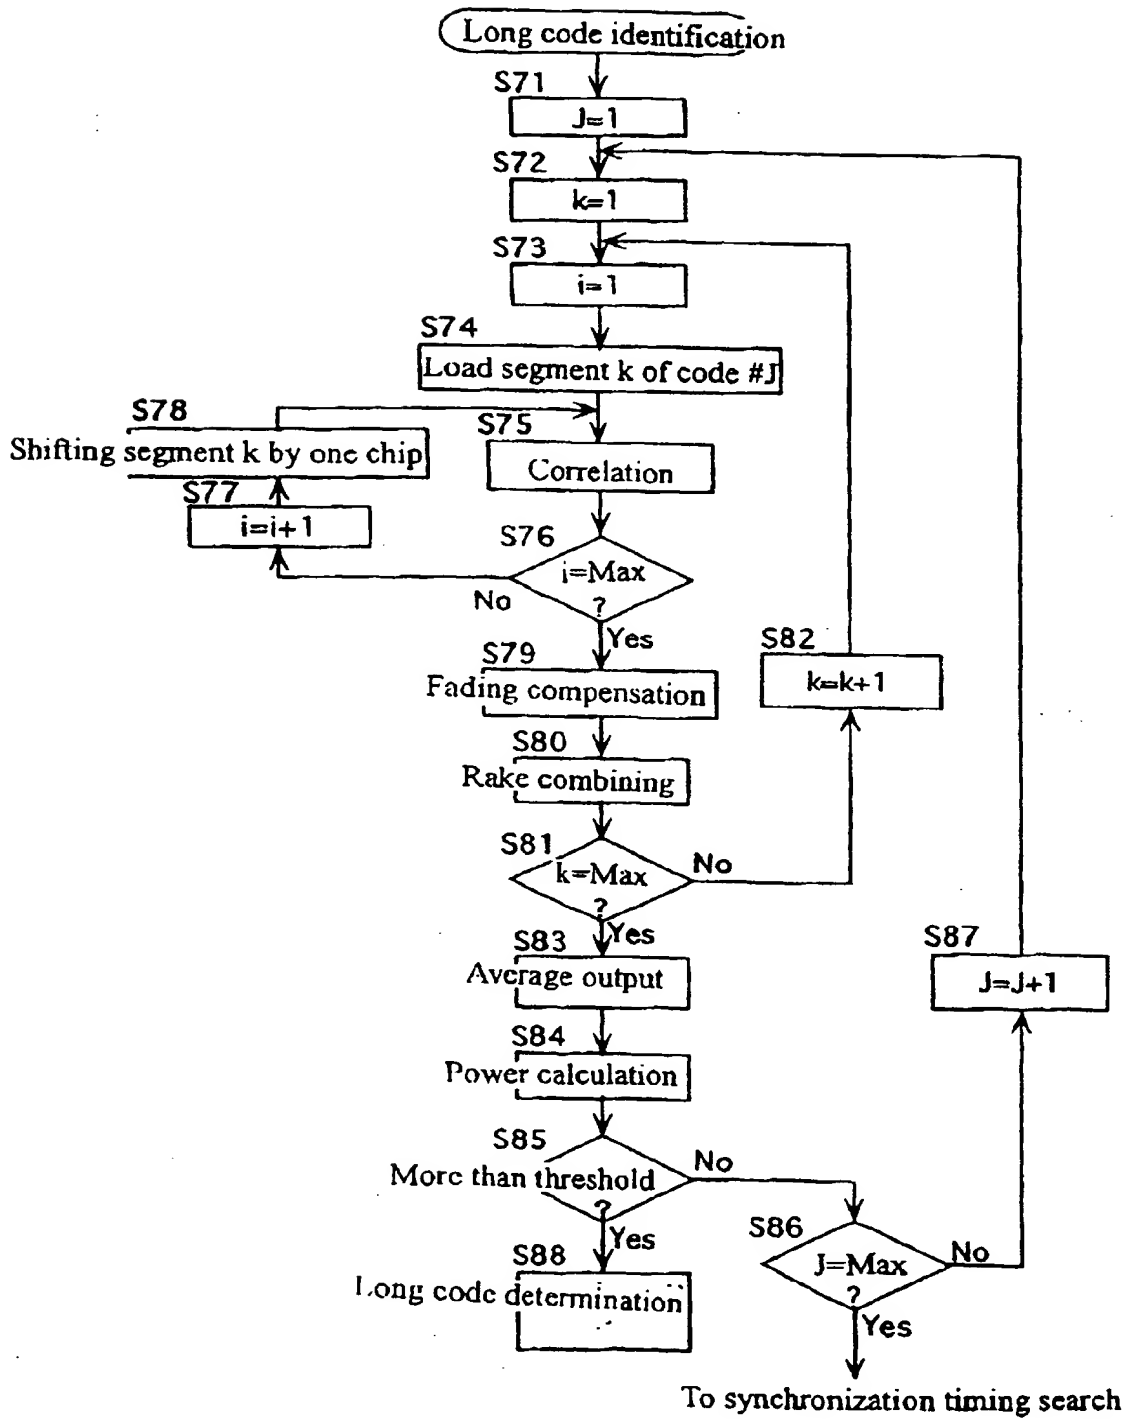 Long code identification
S71
J=1
S72
k=1
S73
i=1
S74
Load segment k of code #J
S78
Shifting segment k by one chip
S75
Correlation
S77
i=i+1
S76
i=Max
?
No
Yes
S79
Fading compensation
S82
k=k+1
S80
Rake combining
S81
k=Max
?
No
Yes
S83
Average output
S87
J=J+1
S84
Power calculation
S85
More than threshold
?
No
Yes
S86
J=Max
?
No
Yes
S88
Long code determination
To synchronization timing search